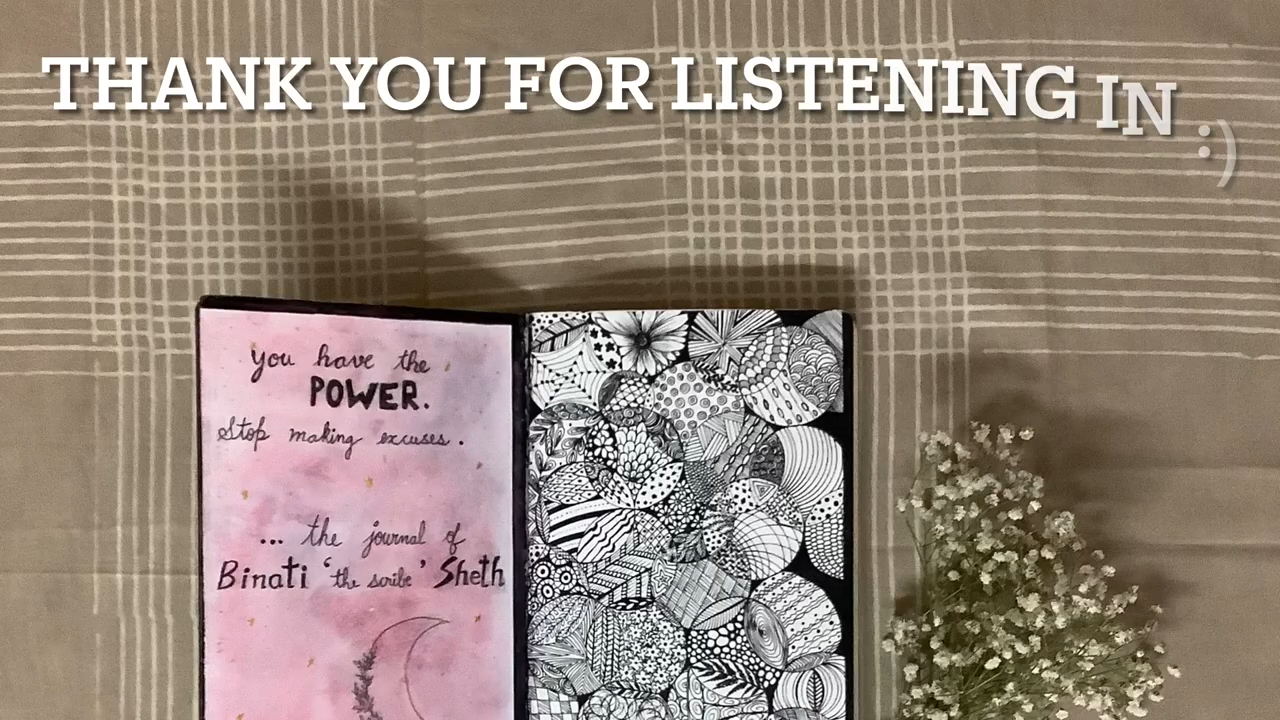 THANK YOU FOR LISTENING IN :)
You have the
POWER.
Stop making excuses.
... the journal of
Binati 'the scribe' Sheth